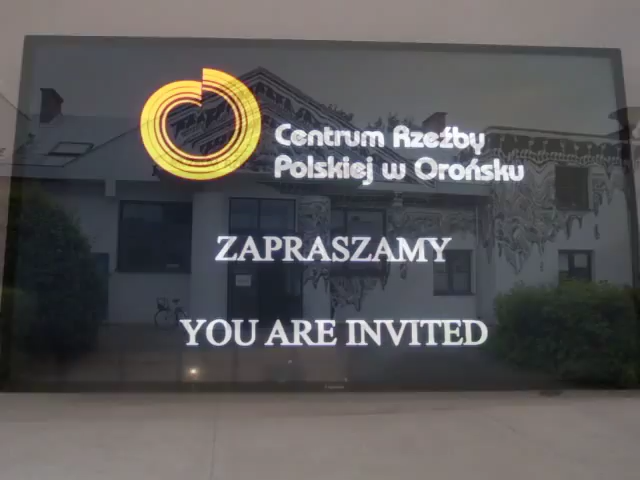 Centrum Rzeźby
Polskiej w Orońsku
ZAPRASZAMY
YOU ARE INVITED